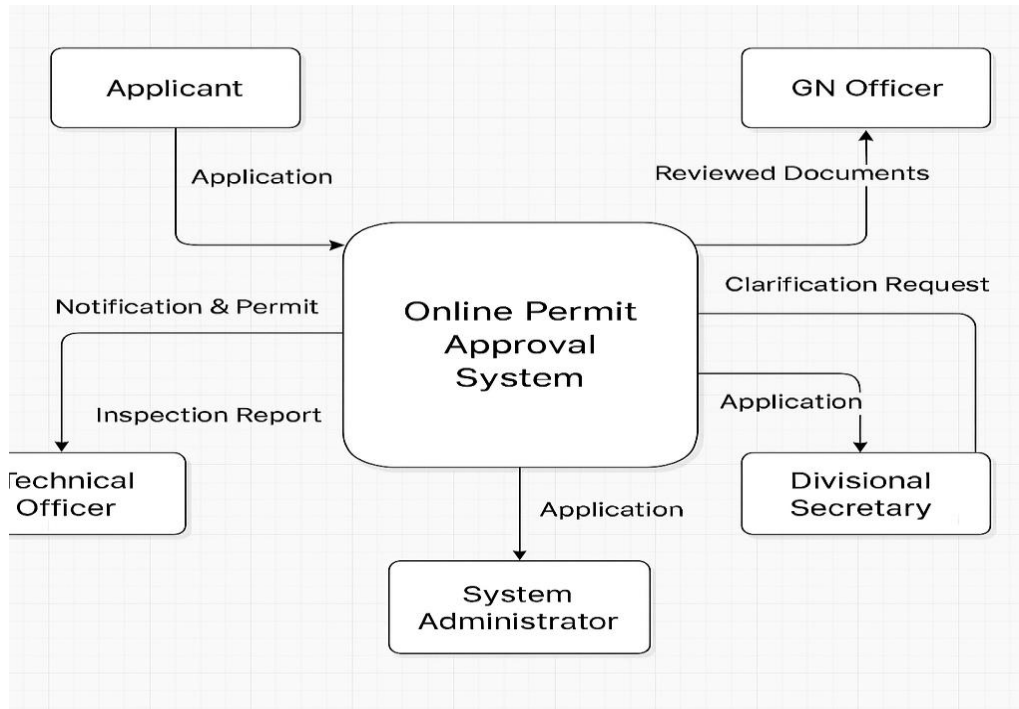 Applicant
GN Officer
Application
Reviewed Documents
Clarification Request
Notification & Permit
Online Permit
Approval
System
Application
Inspection Report
Technical
Officer
Divisional
Secretary
Application
System
Administrator